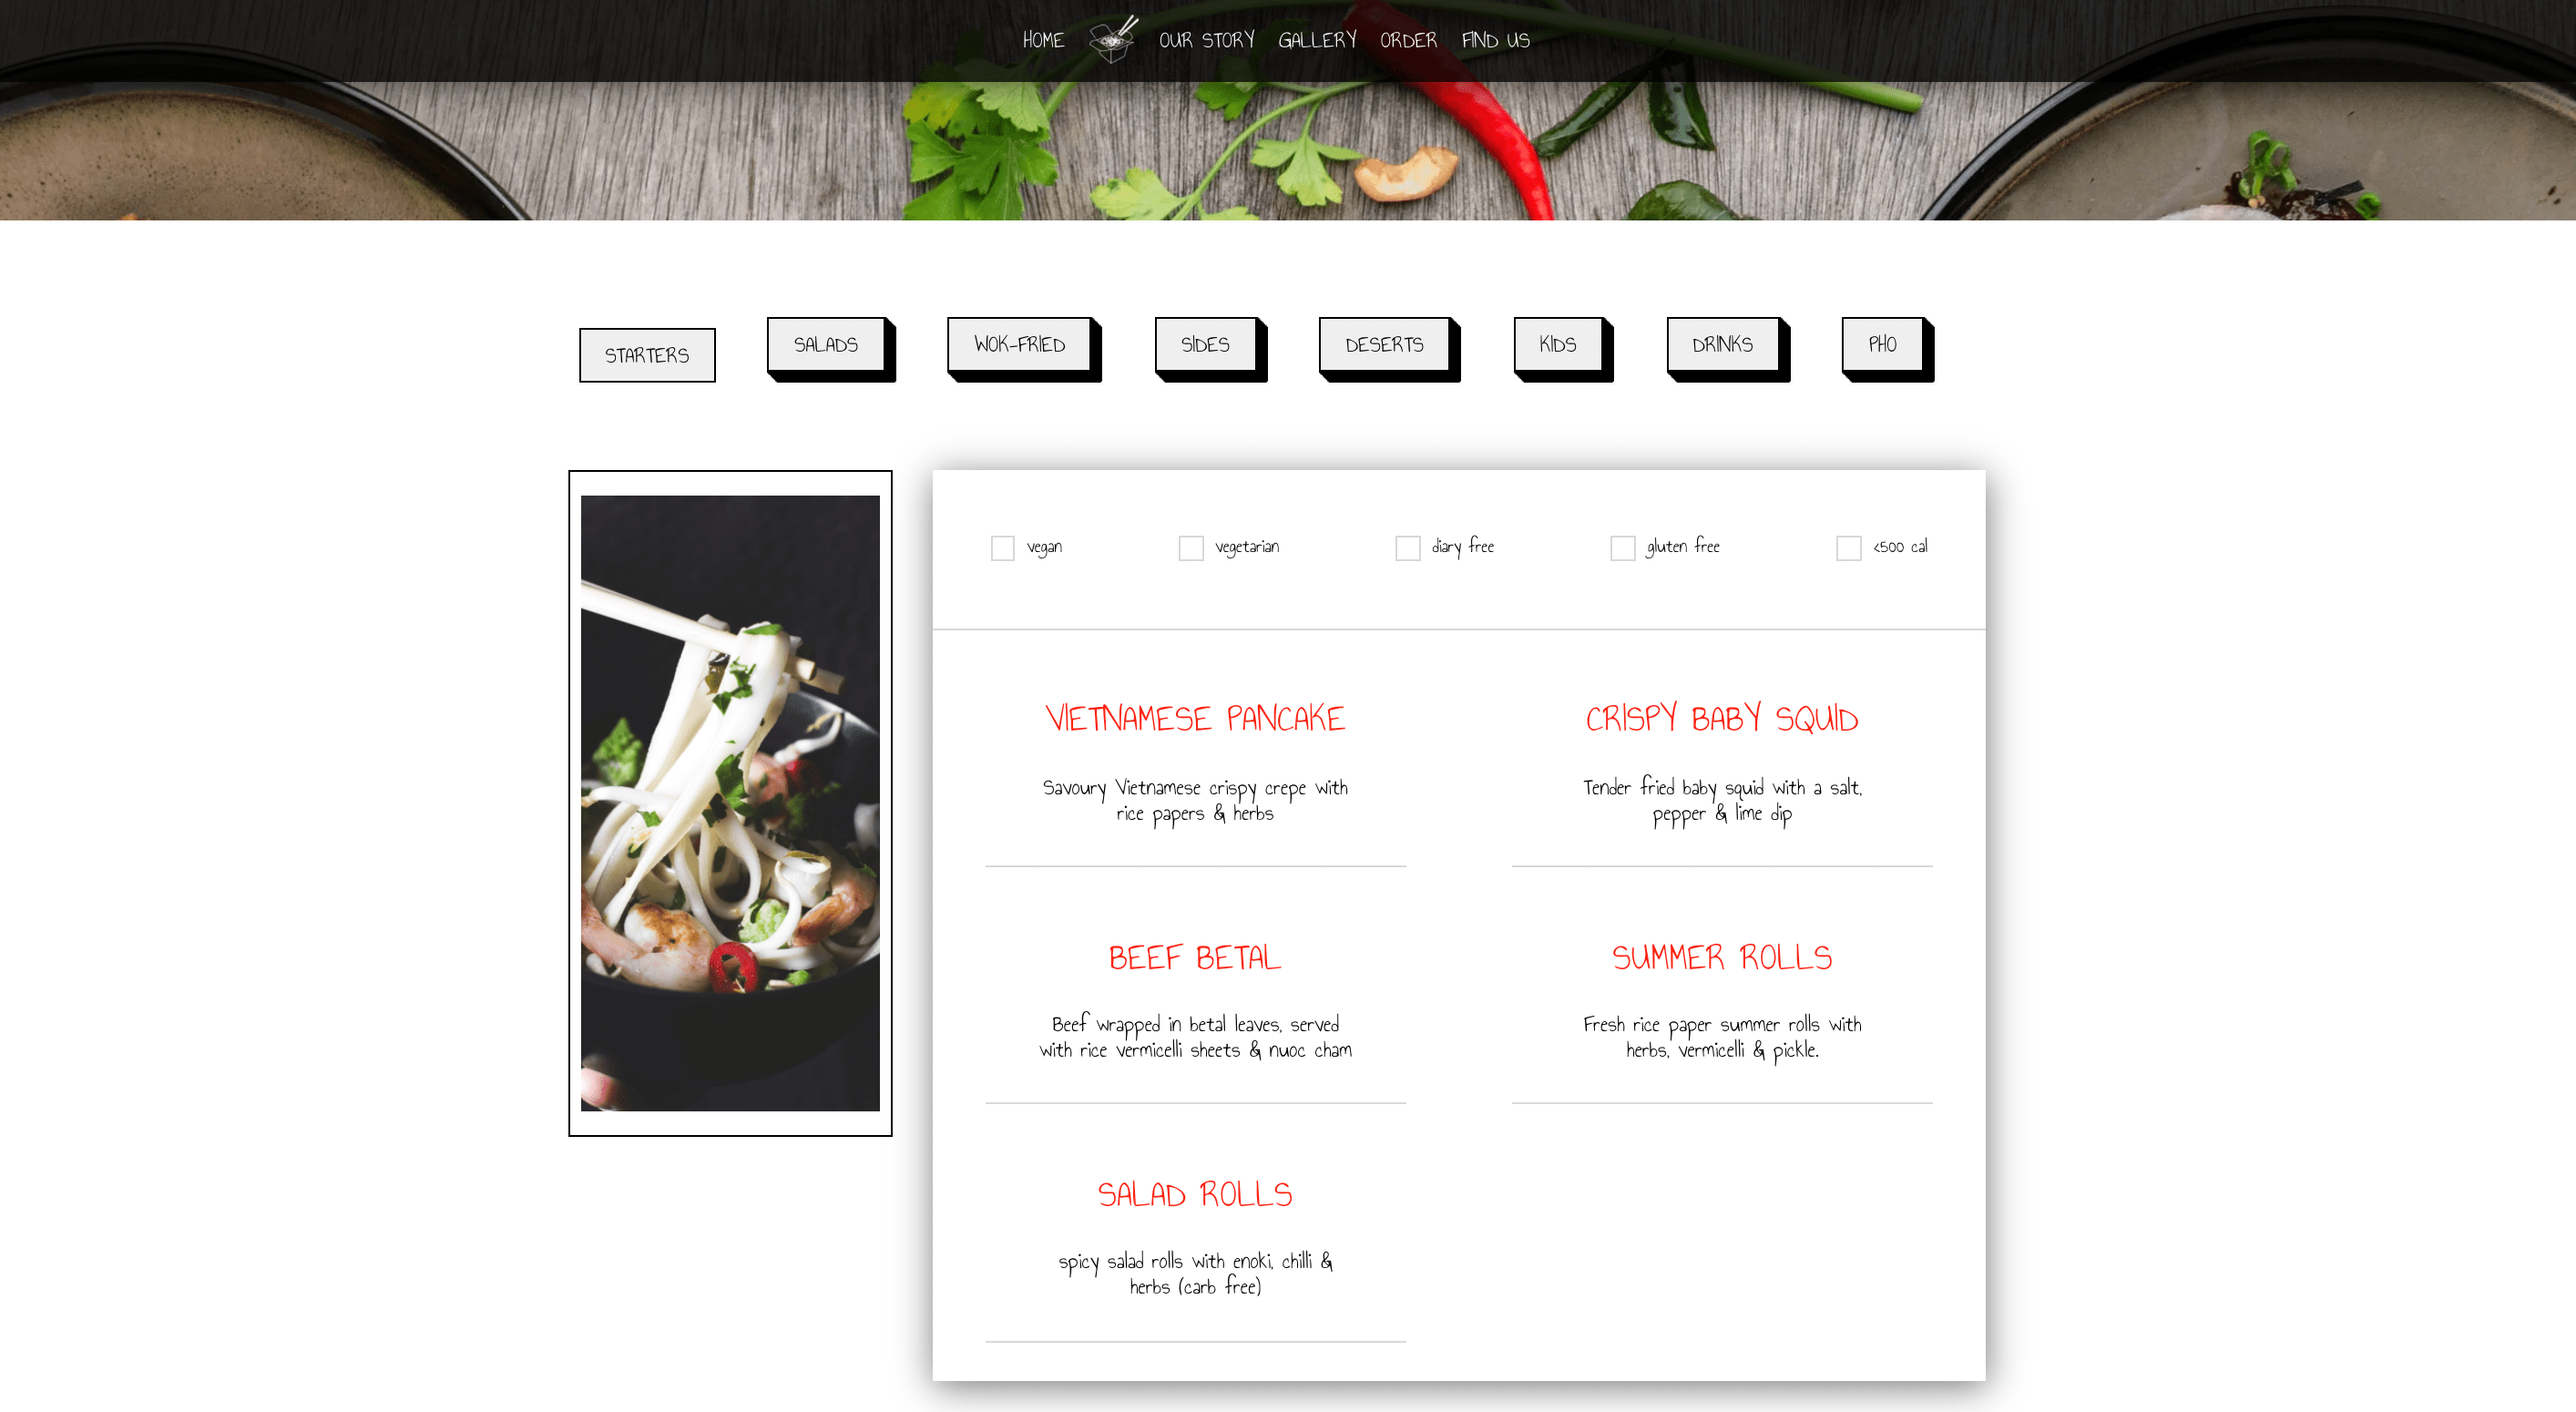 HOME OUR STORY GALLERY ORDER FIND US
STARTERS SALADS WOK-FRIED SIDES DESERTS KIDS DRINKS PHO
vegan vegetarian diary free gluten free <500 cal
VIETNAMESE PANCAKE
Savoury Vietnamese crispy crepe with
rice papers & herbs
CRISPY BABY SQUID
Tender fried baby squid with a salt,
pepper & lime dip
BEEF BETAL
Beef wrapped in betal leaves, served
with rice vermicelli sheets & nuoc cham
SUMMER ROLLS
Fresh rice paper summer rolls with
herbs, vermicelli & pickle.
SALAD ROLLS
spicy salad rolls with enoki, chilli &
herbs (carb free)